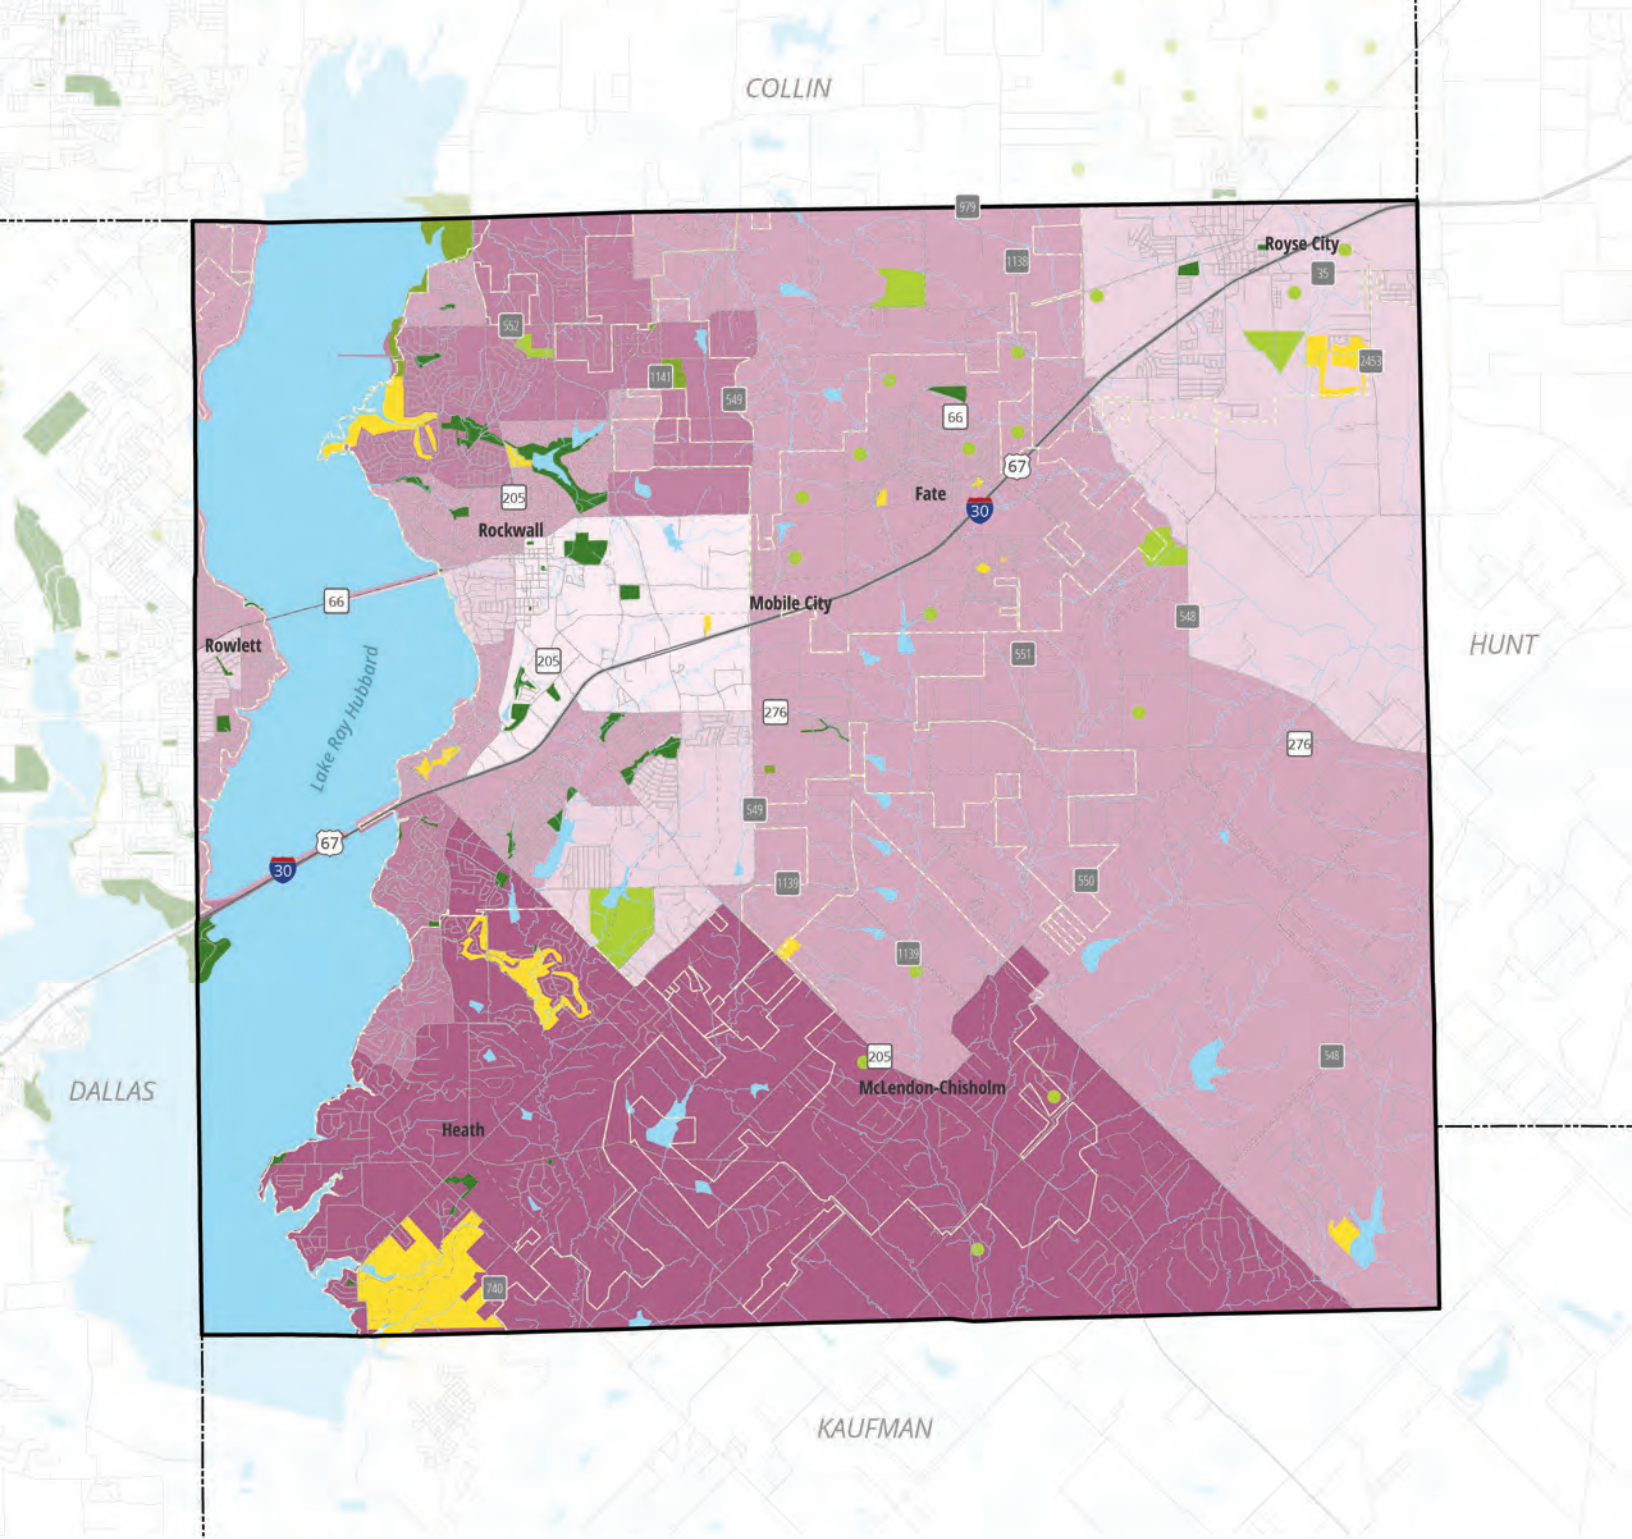 COLLIN
979
Royse City
1138
35
552
2453
1141
549
66
67
Fate
205
30
Rockwall
66
Mobile City
548
Rowlett
205
551
HUNT
Lake Ray Hubbard
276
276
549
67
30
1139
550
1139
205
548
DALLAS
McLendon-Chisholm
Heath
740
KAUFMAN